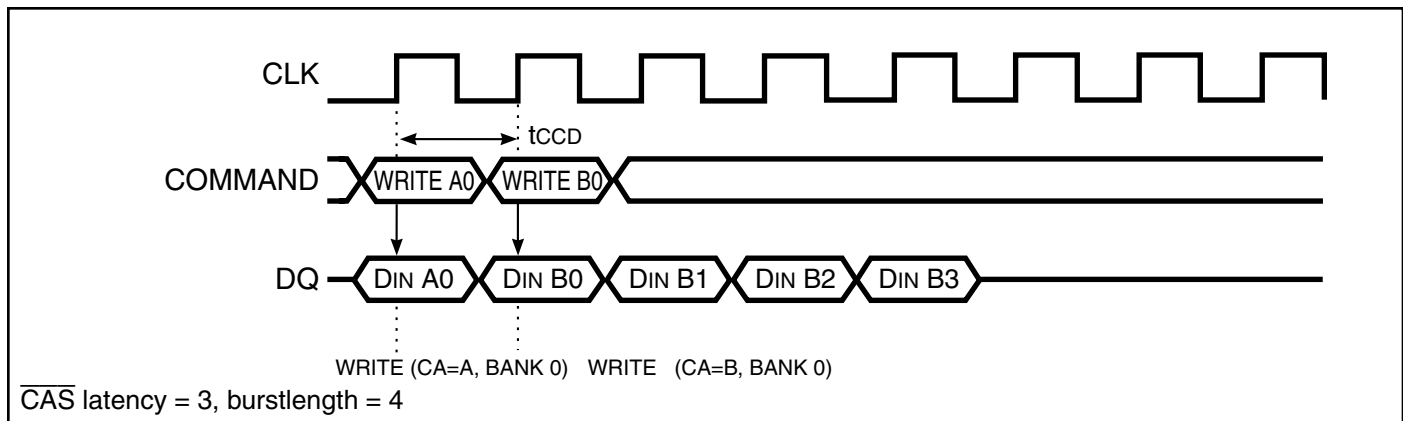 CLK
tCCD
COMMAND WRITE A0 WRITE B0
DQ DIN A0 DIN B0 DIN B1 DIN B2 DIN B3
WRITE (CA=A, BANK 0) WRITE (CA=B, BANK 0)
CAS latency = 3, burstlength = 4